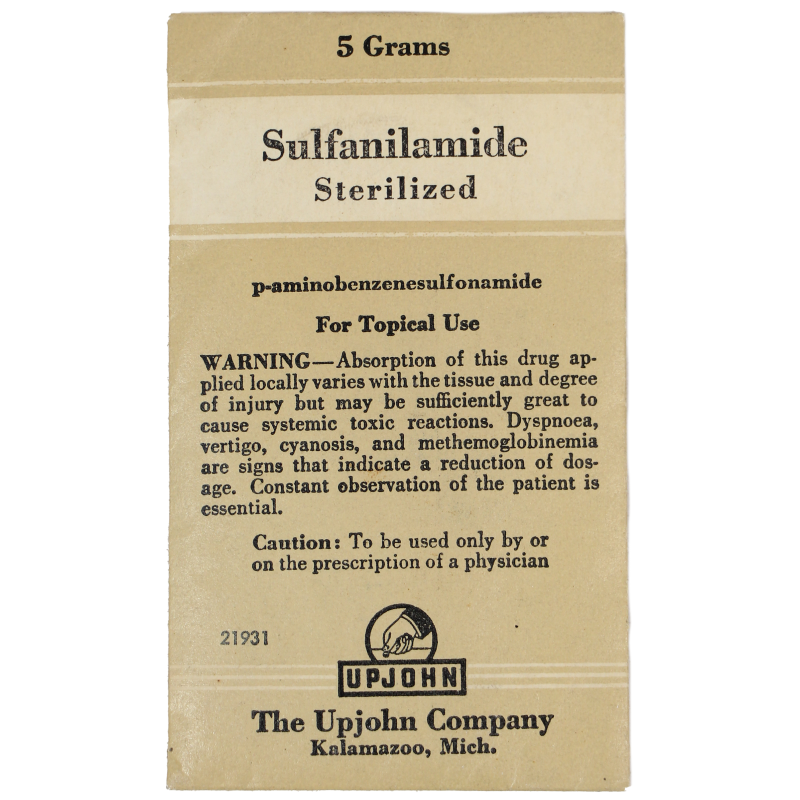 5 Grams
Sulfanilamide
Sterilized
p-aminobenzenesulfonamide
For Topical Use
WARNING—Absorption of this drug ap-
plied locally varies with the tissue and degree
of injury but may be sufficiently great to
cause systemic toxic reactions. Dyspnoea,
vertigo, cyanosis, and methemoglobinemia
are signs that indicate a reduction of dos-
age. Constant observation of the patient is
essential.
Caution: To be used only by or
on the prescription of a physician
21931
UPJOHN
The Upjohn Company
Kalamazoo, Mich.